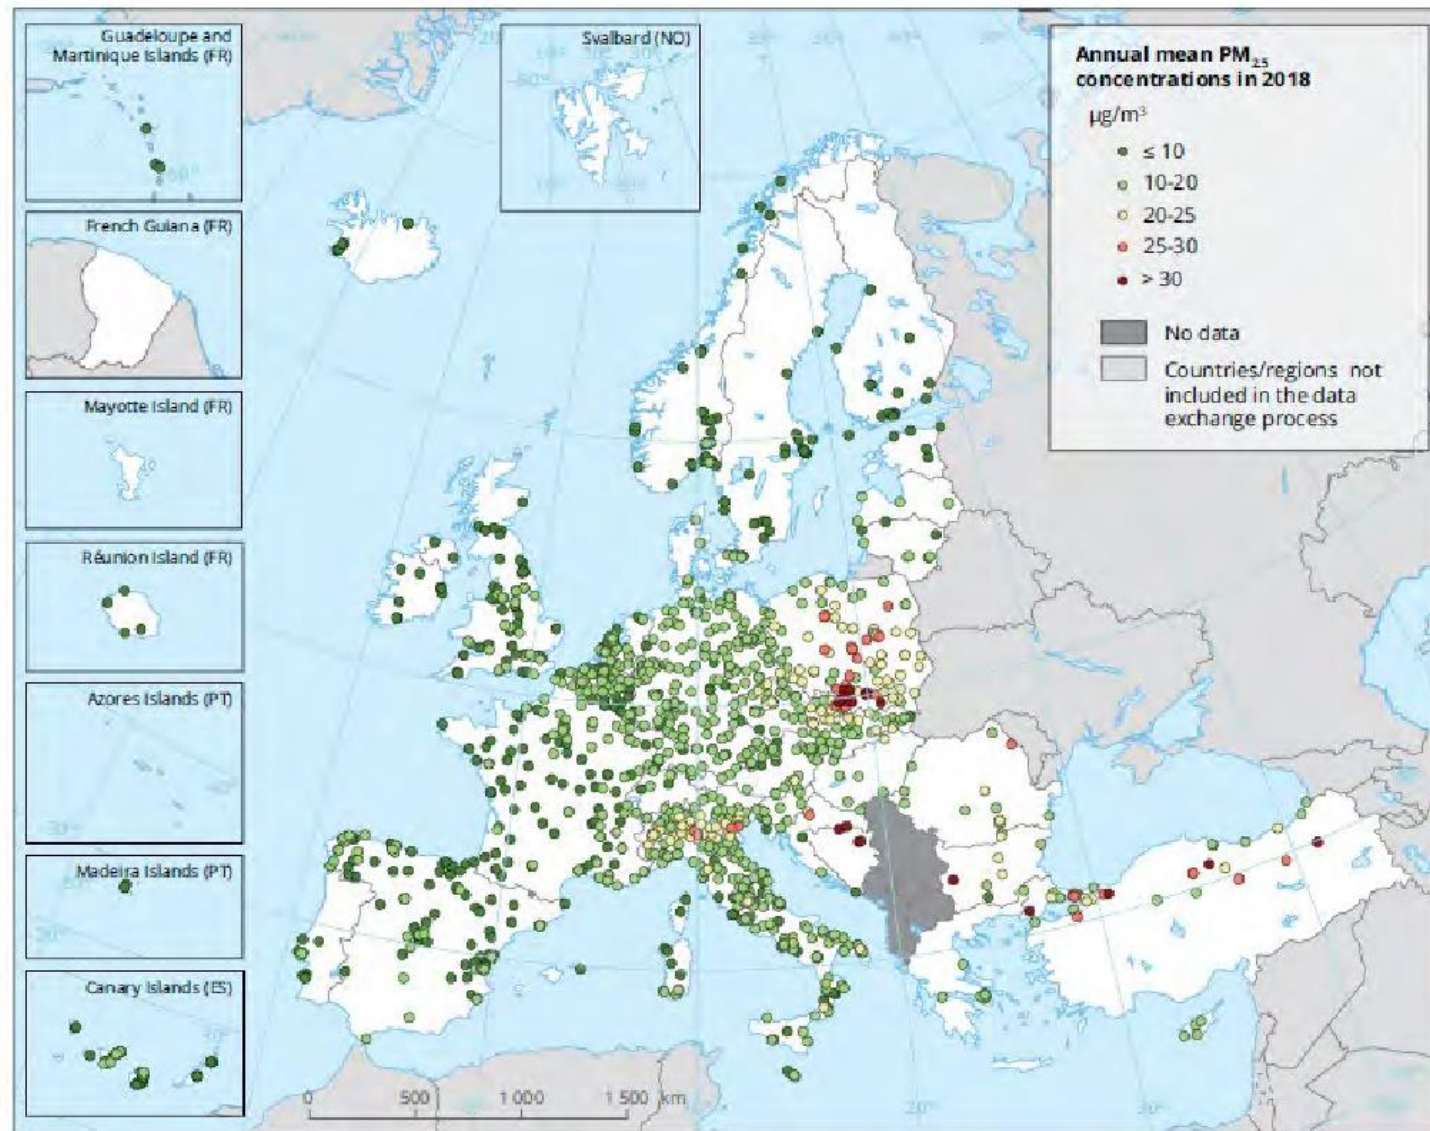 Guadeloupe and
Martinique Islands (FR)
French Guiana (FR)
Mayotte Island (FR)
Réunion Island (FR)
Azores Islands (PT)
Madeira Islands (PT)
Canary Islands (ES)
Svalbard (NO)
Annual mean PM2.5
concentrations in 2018
µg/m³
≤ 10
10-20
20-25
25-30
> 30
No data
Countries/regions not
included in the data
exchange process
0 500 1 000 1 500 km